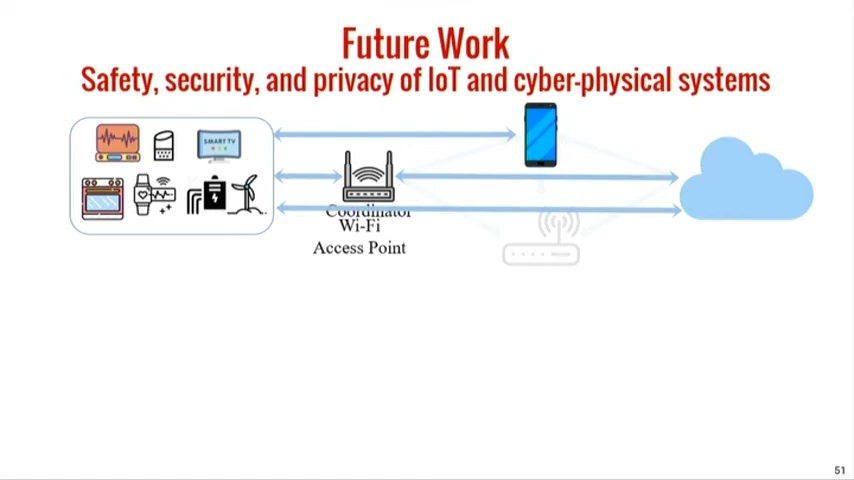 Future Work
Safety, security, and privacy of IoT and cyber-physical systems
SMART TV
Coordinator
Wi-Fi
Access Point
51